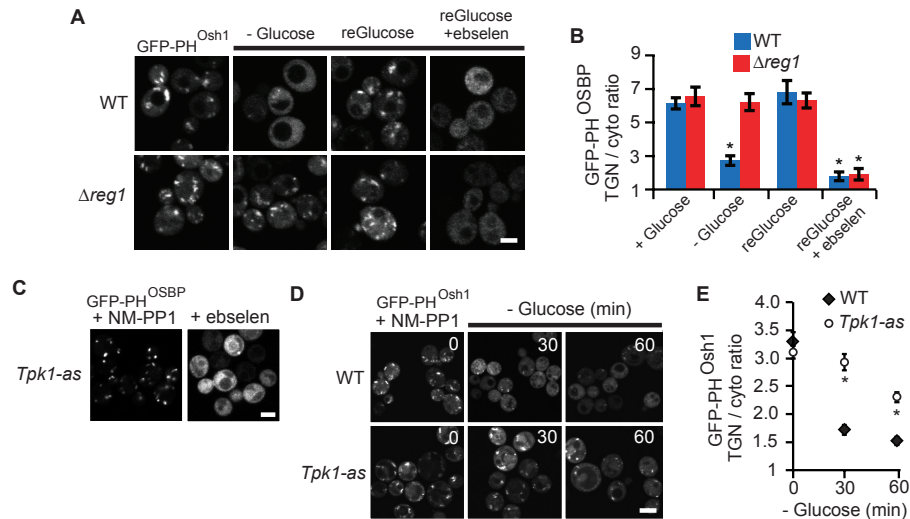 A
GFP-PH^Osh1
- Glucose
reGlucose
reGlucose
+ebselen
WT
Δreg1
B
WT
Δreg1
GFP-PH^OSBP
TGN / cyto ratio
7
5
3
1
*
*
*
+ Glucose
- Glucose
reGlucose
reGlucose
+ ebselen
C
GFP-PH^OSBP
+ NM-PP1
+ ebselen
Tpk1-as
D
GFP-PH^Osh1
+ NM-PP1
- Glucose (min)
WT
0
30
60
Tpk1-as
0
30
60
E
WT
Tpk1-as
GFP-PH^Osh1
TGN / cyto ratio
4.0
3.5
3.0
2.5
2.0
1.5
1
*
*
0
30
60
- Glucose (min)